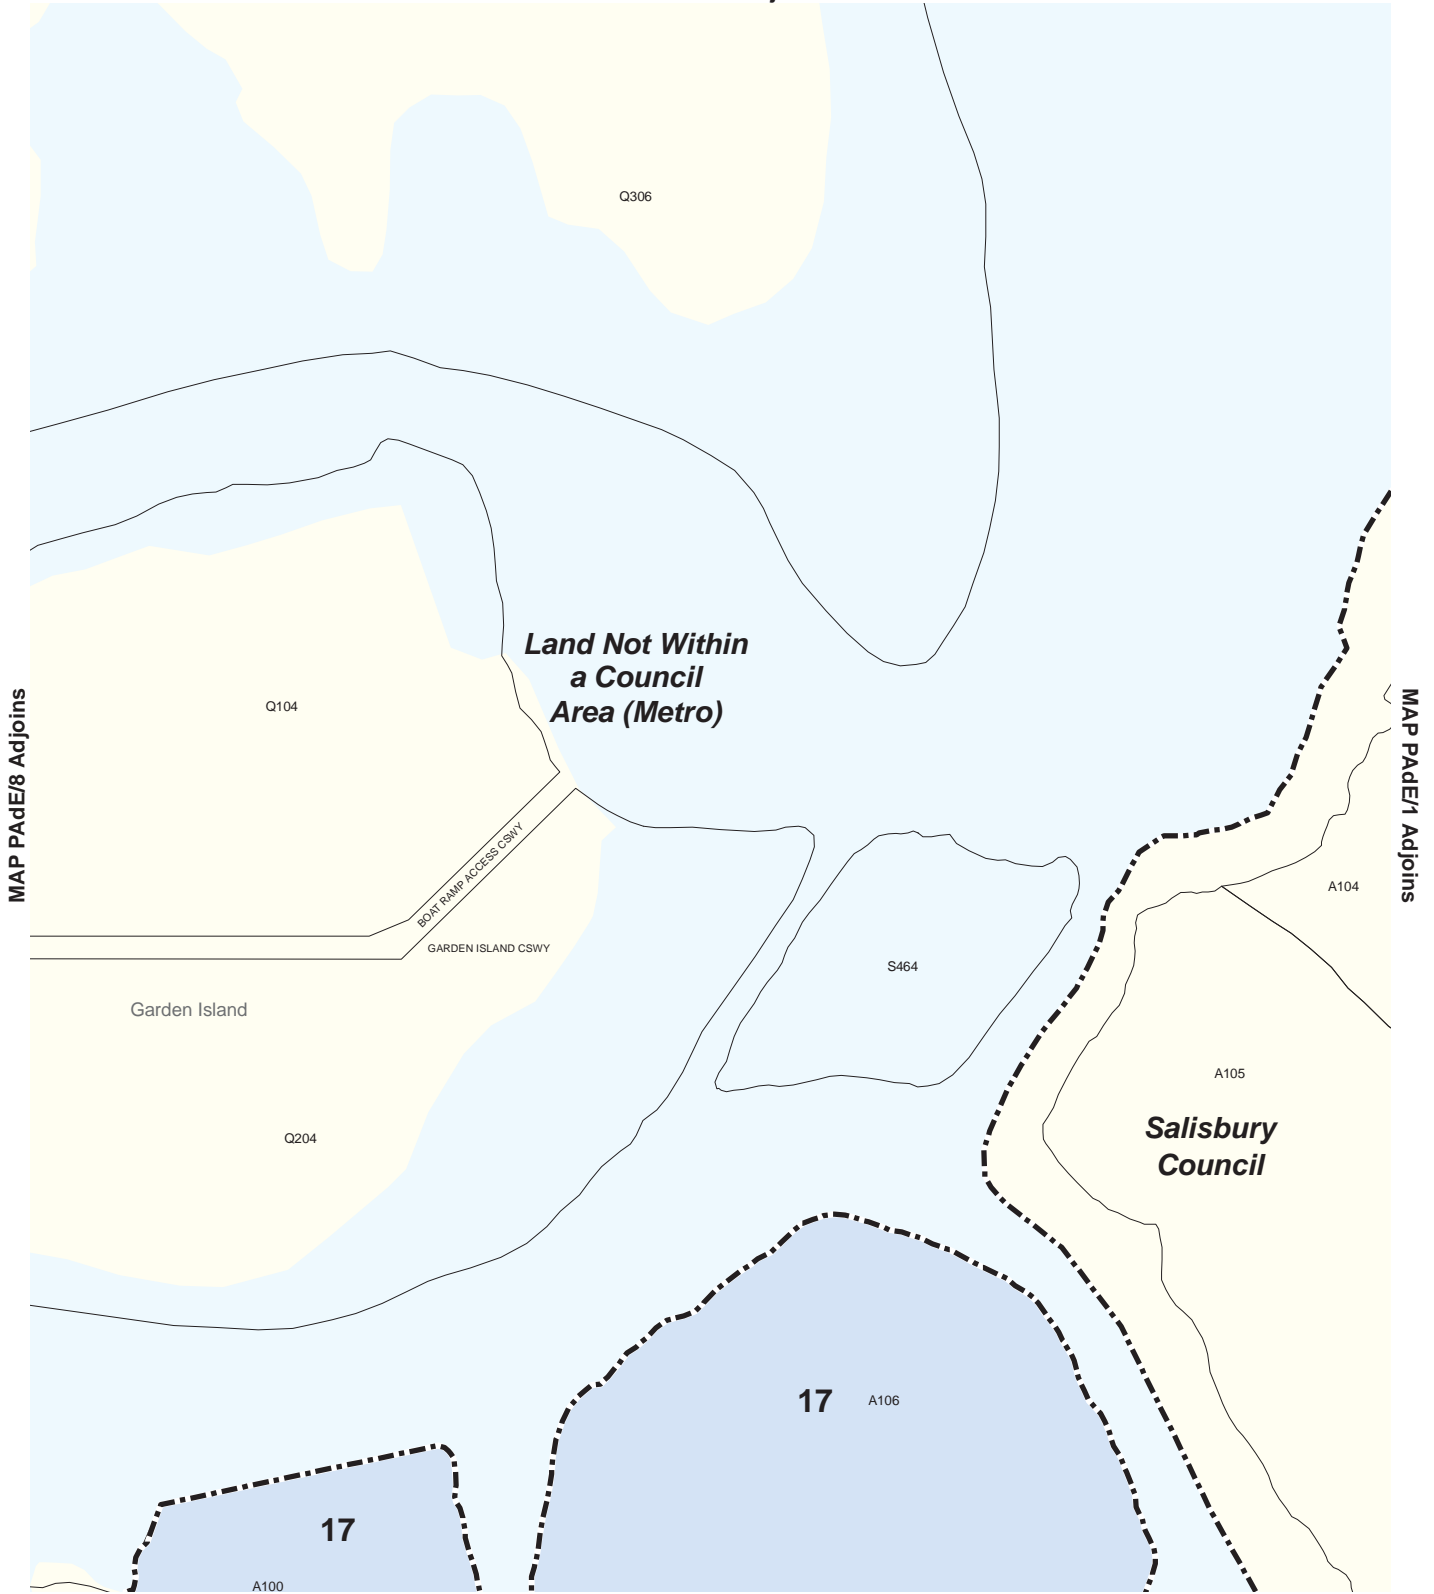 Q306
Land Not Within
a Council
Area (Metro)
Q104
MAP PAdE/8 Adjoins
MAP PAdE/1 Adjoins
BOAT RAMP ACCESS CSWY
GARDEN ISLAND CSWY
A104
S464
Garden Island
A105
Salisbury
Council
Q204
17 A106
17
A100